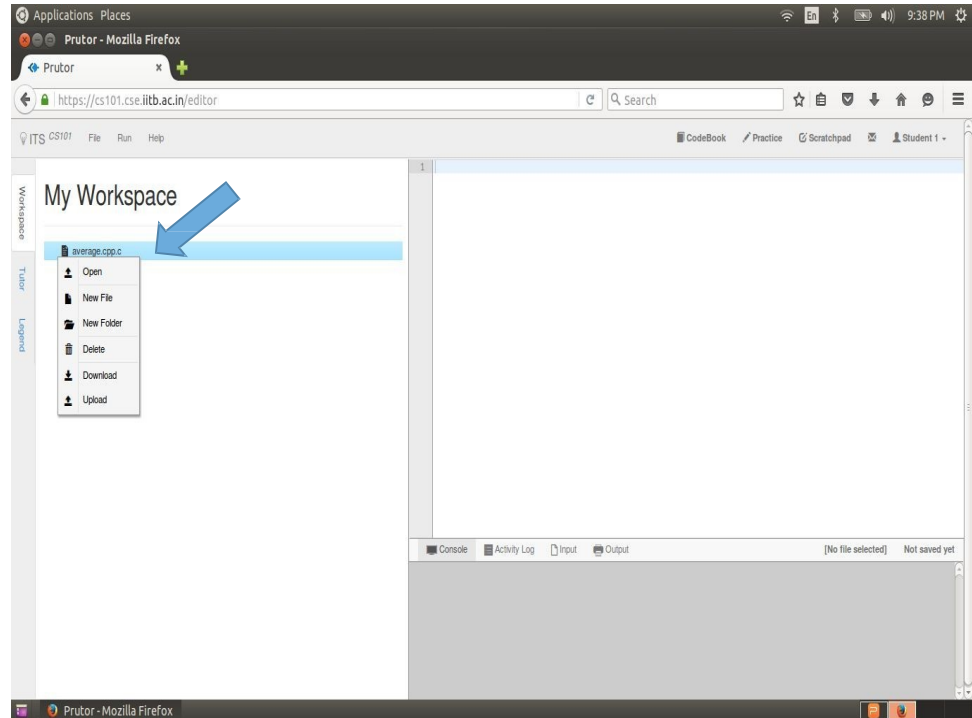 Applications Places En 9:38 PM
Prutor - Mozilla Firefox
Prutor
https://cs101.cse.iitb.ac.in/editor Search
ITS CS101 File Run Help CodeBook Practice Scratchpad Student 1
1
Workspace
My Workspace
average.cpp.c
Tutor
Open
New File
Legend
New Folder
Delete
Download
Upload
Console Activity Log Input Output [No file selected] Not saved yet
Prutor - Mozilla Firefox